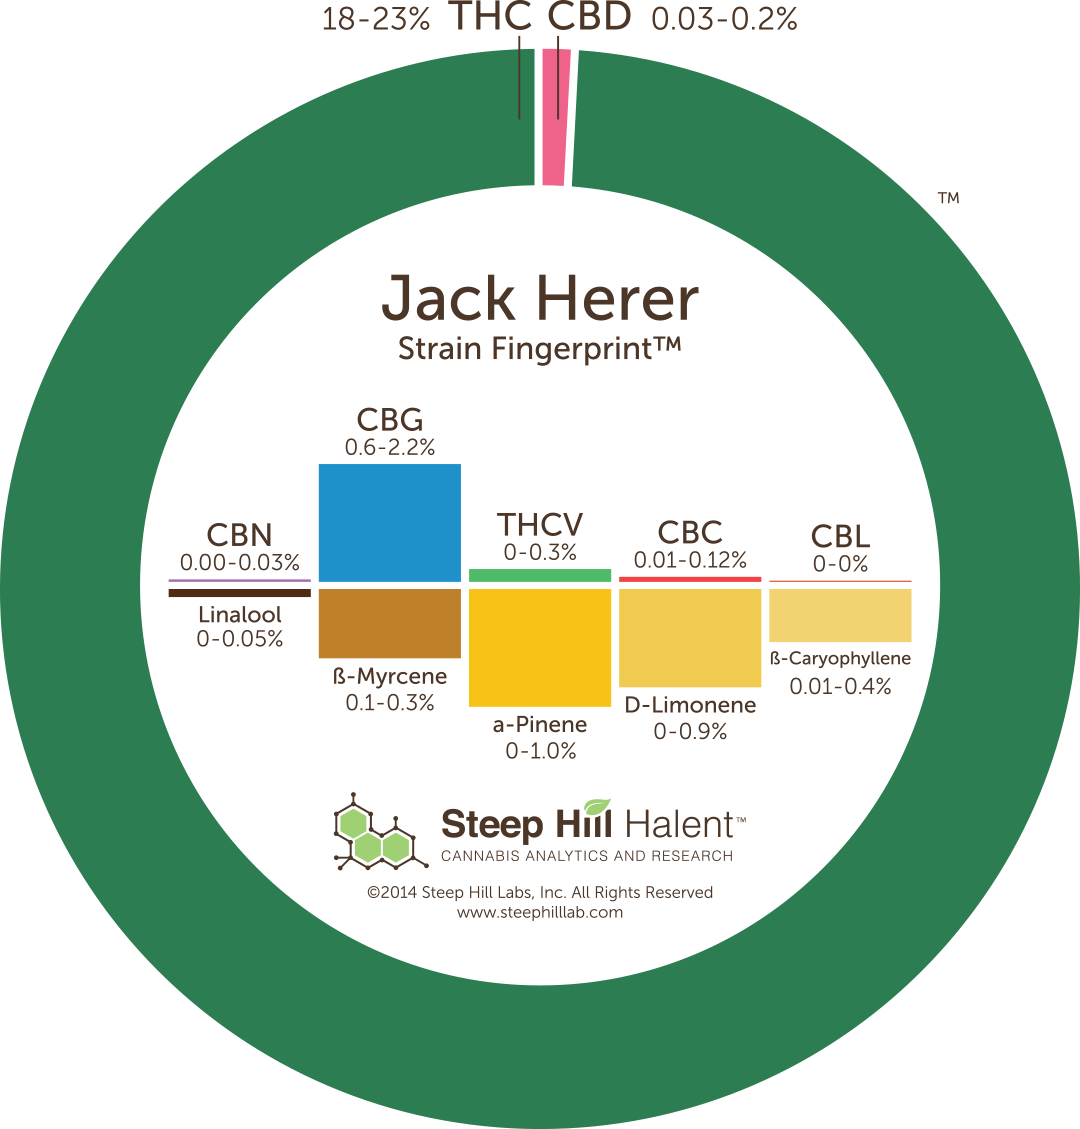 18-23% THC CBD 0.03-0.2%
TM
Jack Herer
Strain Fingerprint™
CBG
0.6-2.2%
CBN
0.00-0.03%
THCV
0-0.3%
CBC
0.01-0.12%
CBL
0-0%
Linalool
0-0.05%
ß-Myrcene
0.1-0.3%
a-Pinene
0-1.0%
D-Limonene
0-0.9%
ß-Caryophyllene
0.01-0.4%
Steep Hill Halent™
CANNABIS ANALYTICS AND RESEARCH
©2014 Steep Hill Labs, Inc. All Rights Reserved
www.steephilllab.com